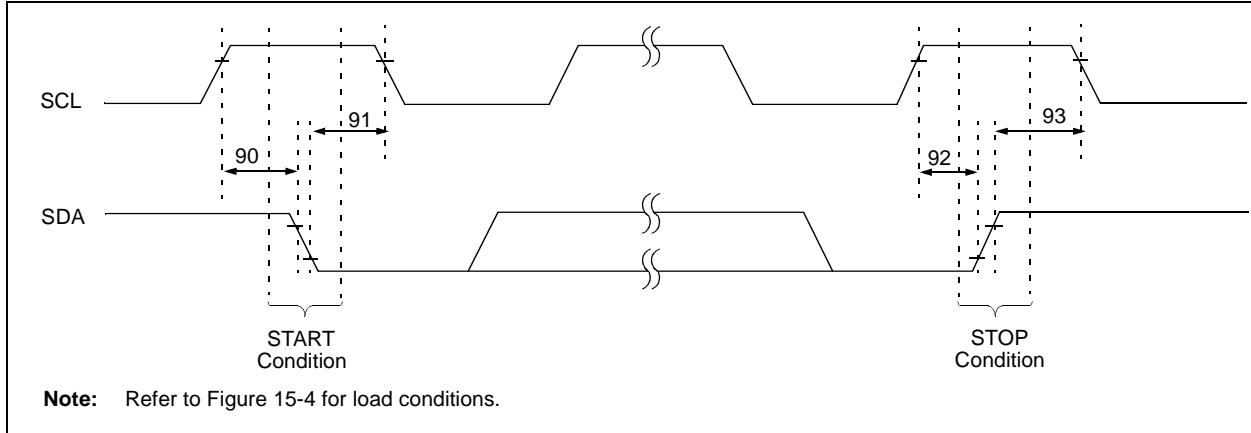 SCL
91
93
90
92
SDA
START
Condition
STOP
Condition
Note: Refer to Figure 15-4 for load conditions.